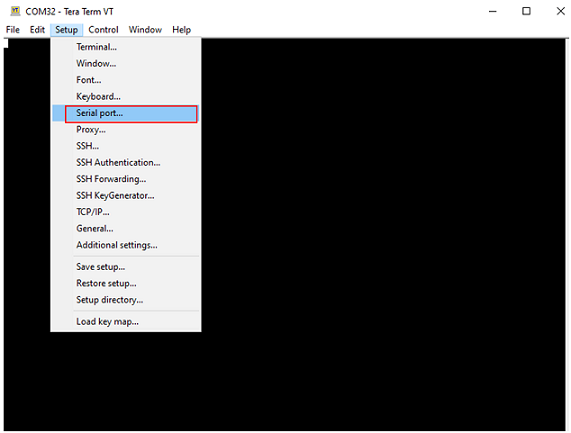 COM32 - Tera Term VT
File Edit Setup Control Window Help
Terminal...
Window...
Font...
Keyboard...
Serial port...
Proxy...
SSH...
SSH Authentication...
SSH Forwarding...
SSH KeyGenerator...
TCP/IP...
General...
Additional settings...
Save setup...
Restore setup...
Setup directory...
Load key map...